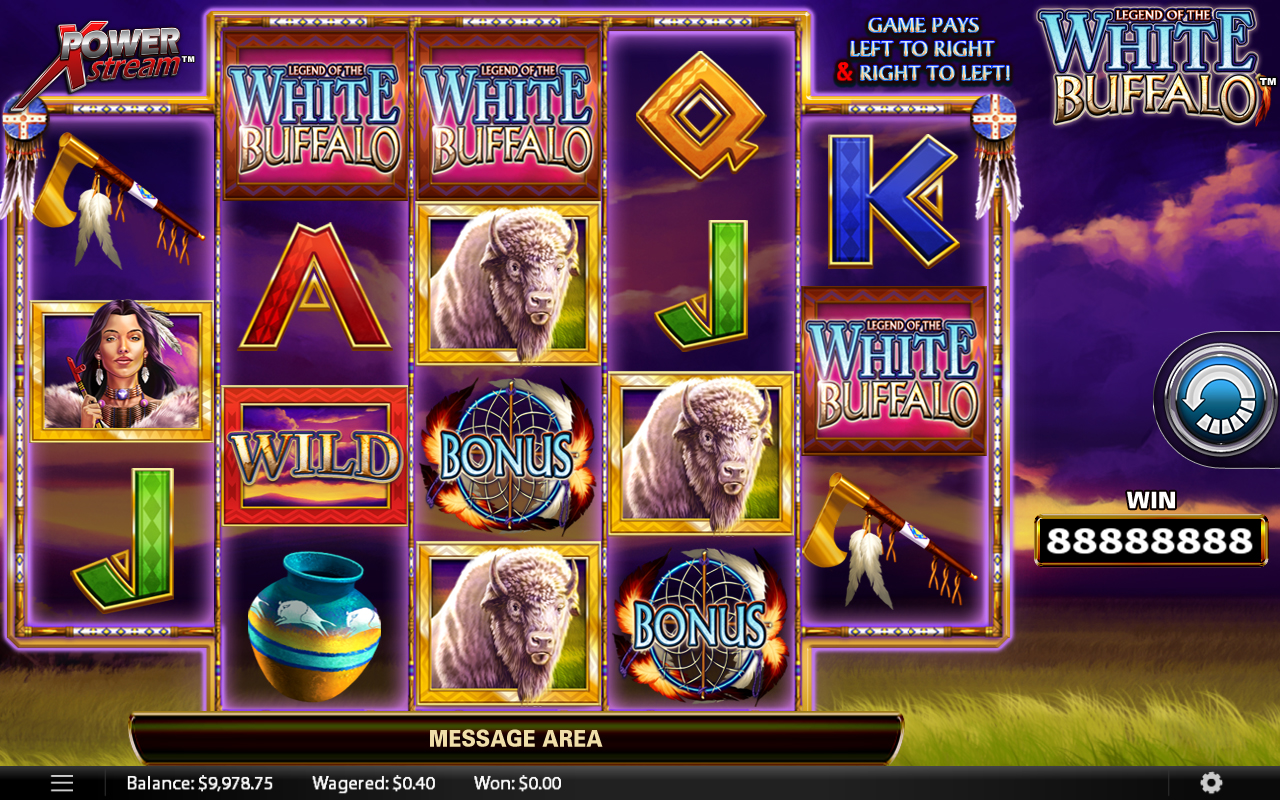 POWER
Xstream™
GAME PAYS
LEFT TO RIGHT
& RIGHT TO LEFT!
LEGEND OF THE
WHITE
BUFFALO™
LEGEND OF THE
WHITE
BUFFALO
LEGEND OF THE
WHITE
BUFFALO
Q
K
A
J
LEGEND OF THE
WHITE
BUFFALO
WILD
BONUS
J
BONUS
WIN
88888888
MESSAGE AREA
Balance: $9,978.75 Wagered: $0.40 Won: $0.00